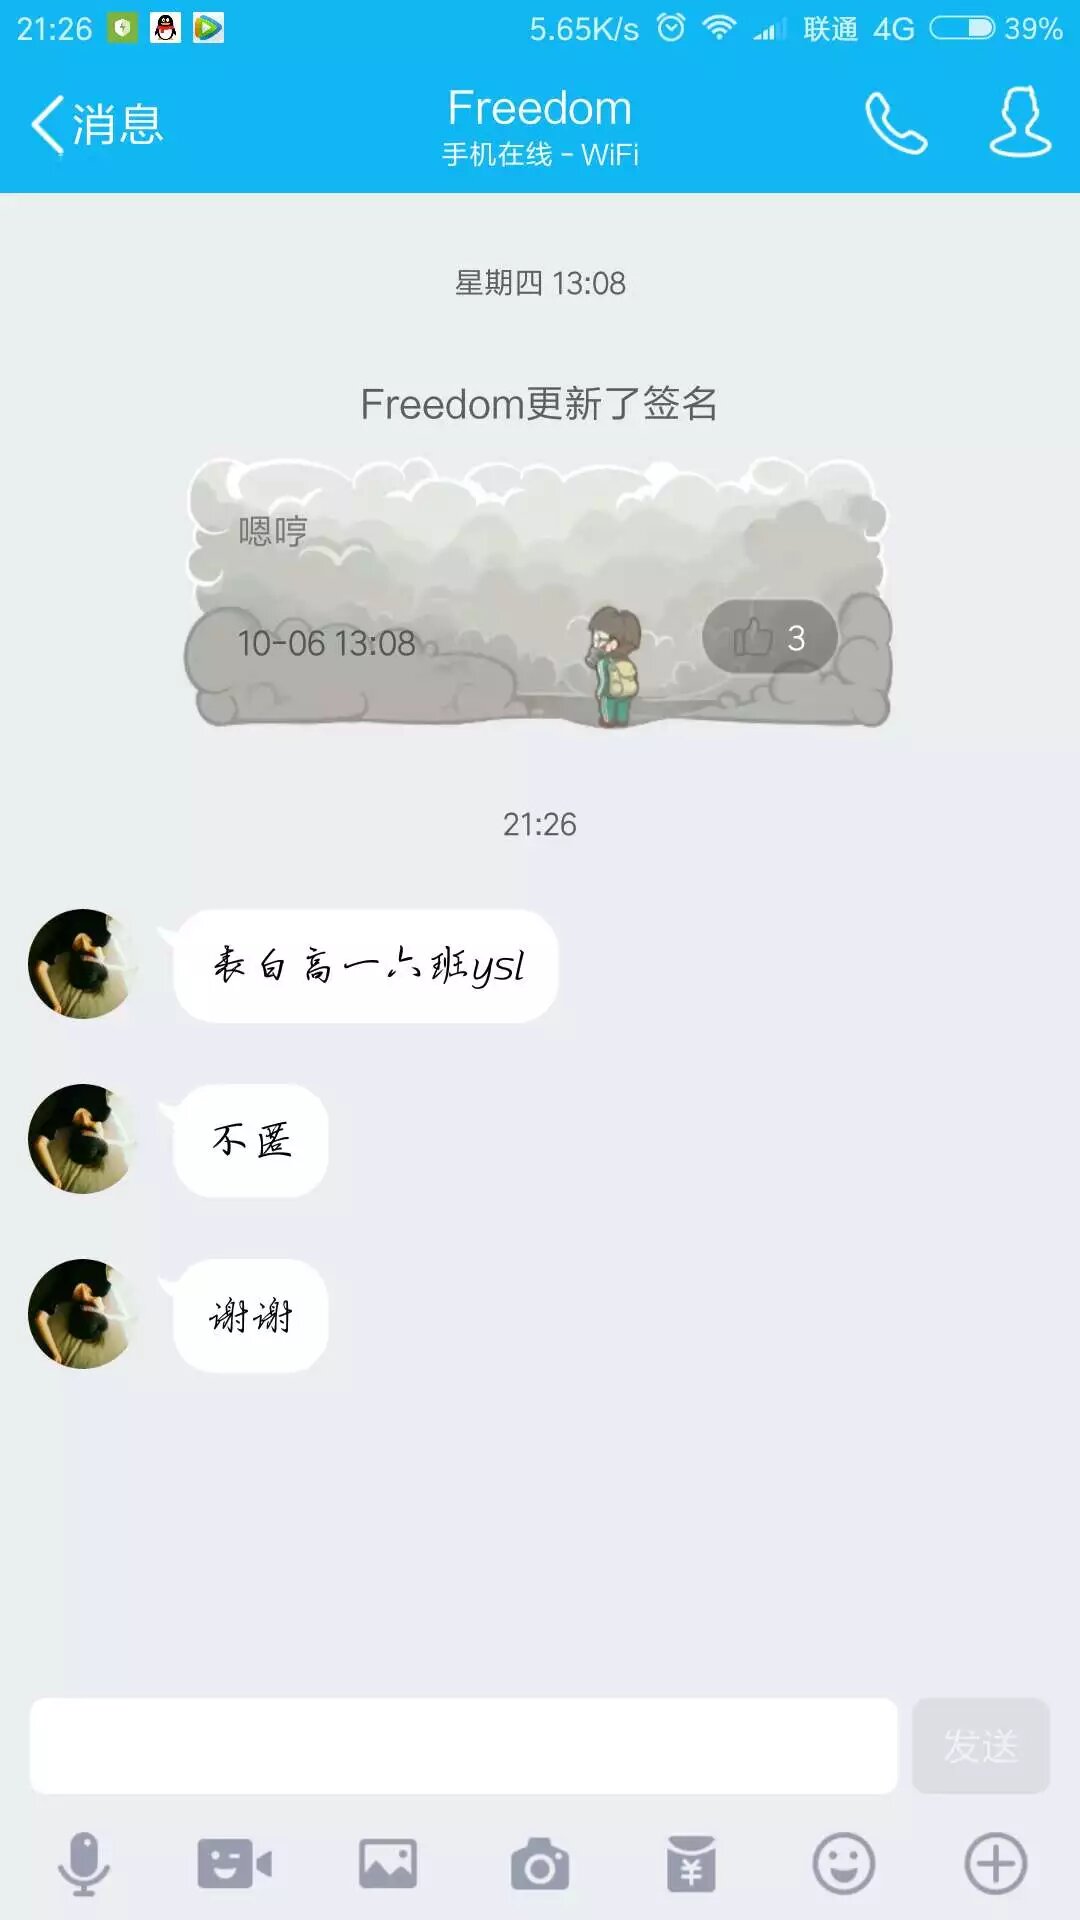 21:26 5.65K/s 联通 4G 39%
消息
Freedom
手机在线 - WiFi
星期四 13:08
Freedom更新了签名
嗯哼
10-06 13:08
3
21:26
表白高一六班ysl
不匿
谢谢
发送